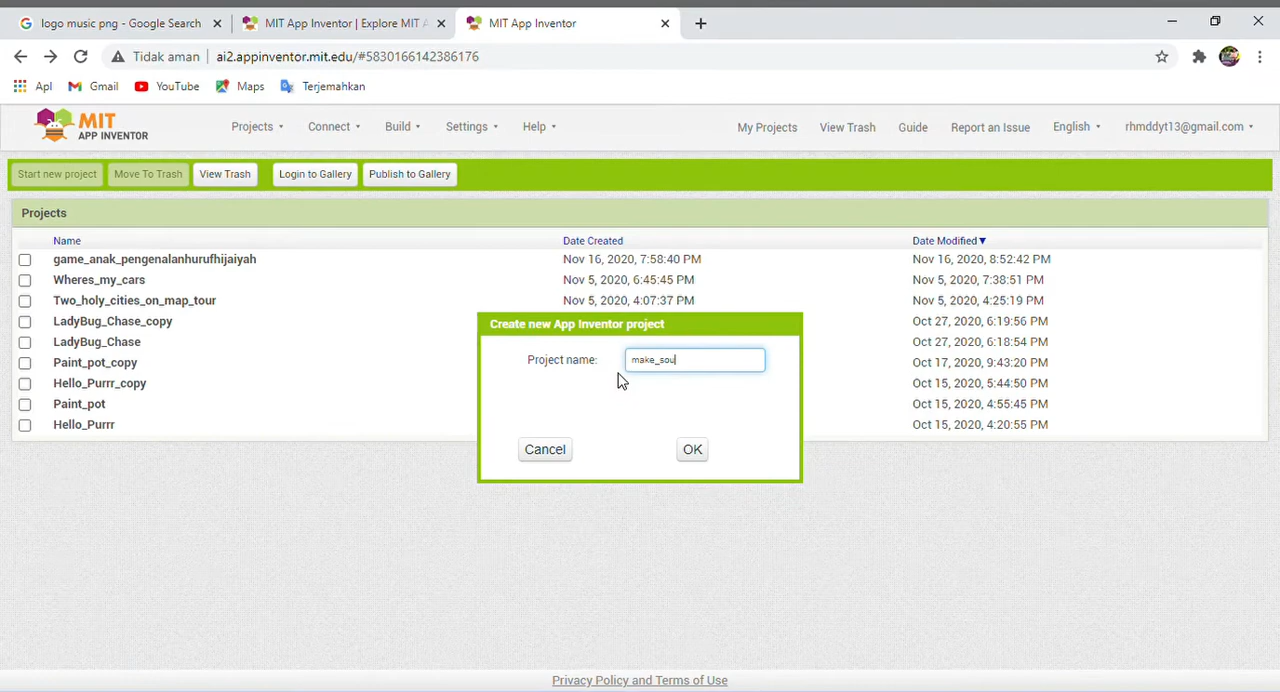 logo music png - Google Search
MIT App Inventor | Explore MIT A
MIT App Inventor
Tidak aman | ai2.appinventor.mit.edu/#5830166142386176
Apl Gmail YouTube Maps Terjemahkan
MIT APP INVENTOR
Projects Connect Build Settings Help My Projects View Trash Guide Report an Issue English rhmddyt13@gmail.com
Start new project Move To Trash View Trash Login to Gallery Publish to Gallery
Projects
Name Date Created Date Modified▼
game_anak_pengenalanhurufhijaiyah Nov 16, 2020, 7:58:40 PM Nov 16, 2020, 8:52:42 PM
Wheres_my_cars Nov 5, 2020, 6:45:45 PM Nov 5, 2020, 7:38:51 PM
Two_holy_cities_on_map_tour Nov 5, 2020, 4:07:37 PM Nov 5, 2020, 4:25:19 PM
LadyBug_Chase_copy Oct 27, 2020, 6:19:56 PM
LadyBug_Chase Oct 27, 2020, 6:18:54 PM
Paint_pot_copy Oct 17, 2020, 9:43:20 PM
Hello_Purrr_copy Oct 15, 2020, 5:44:50 PM
Paint_pot Oct 15, 2020, 4:55:45 PM
Hello_Purrr Oct 15, 2020, 4:20:55 PM
Create new App Inventor project
Project name: make_sou
Cancel OK
Privacy Policy and Terms of Use